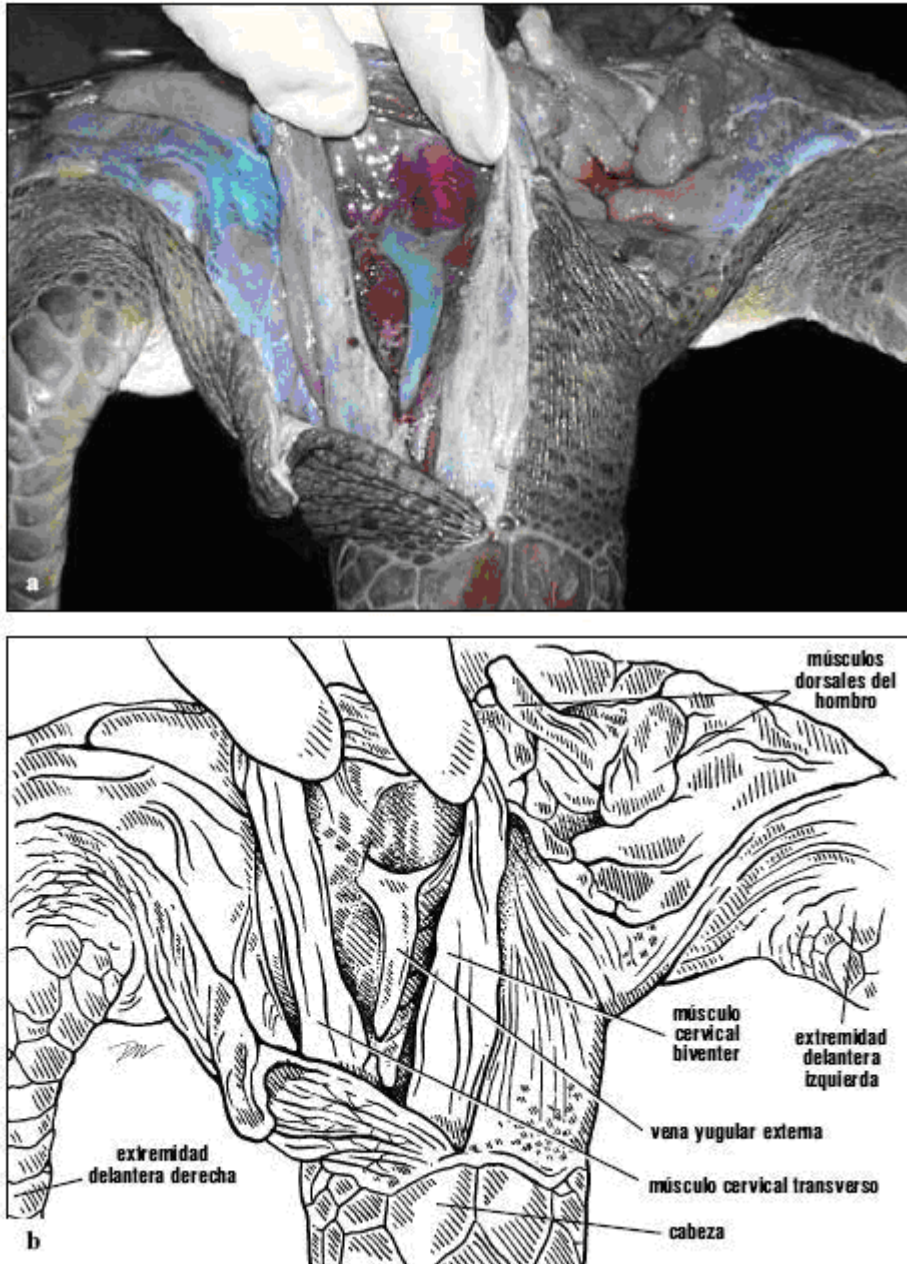 a
músculos
dorsales del
hombro
músculo
cervical
biventer
extremidad
delantera
izquierda
vena yugular externa
extremidad
delantera derecha
músculo cervical transverso
cabeza
b